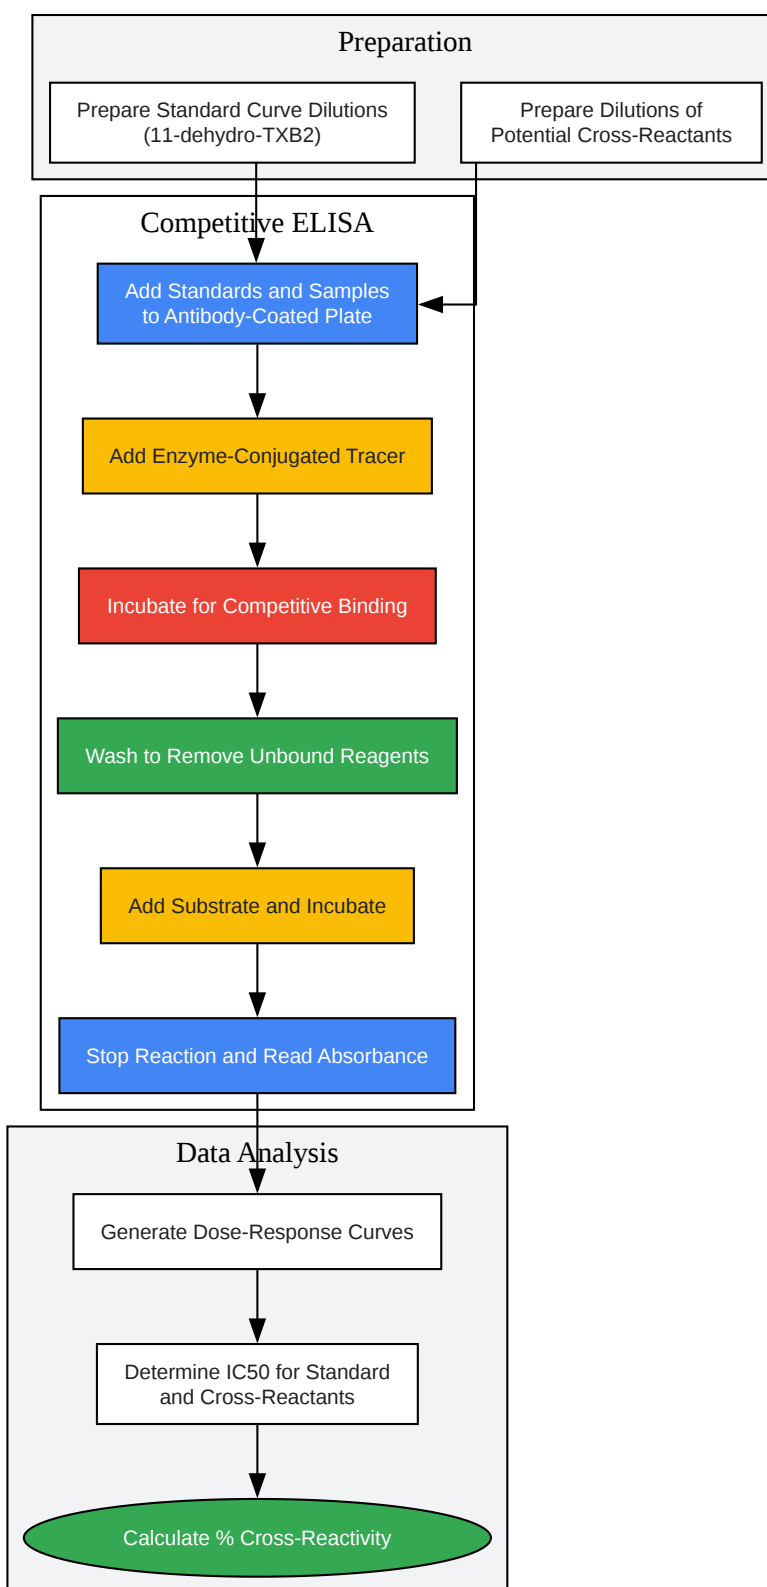 Preparation
Prepare Standard Curve Dilutions
(11-dehydro-TXB2)
Prepare Dilutions of
Potential Cross-Reactants
Competitive ELISA
Add Standards and Samples
to Antibody-Coated Plate
Add Enzyme-Conjugated Tracer
Incubate for Competitive Binding
Wash to Remove Unbound Reagents
Add Substrate and Incubate
Stop Reaction and Read Absorbance
Data Analysis
Generate Dose-Response Curves
Determine IC50 for Standard
and Cross-Reactants
Calculate % Cross-Reactivity